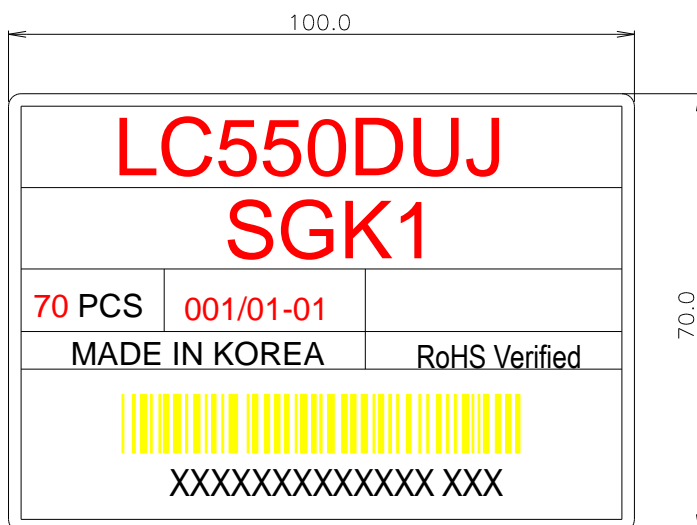 100.0
LC550DUJ
SGK1
70 PCS 001/01-01
70.0
MADE IN KOREA RoHS Verified
XXXXXXXXXXXXX XXX